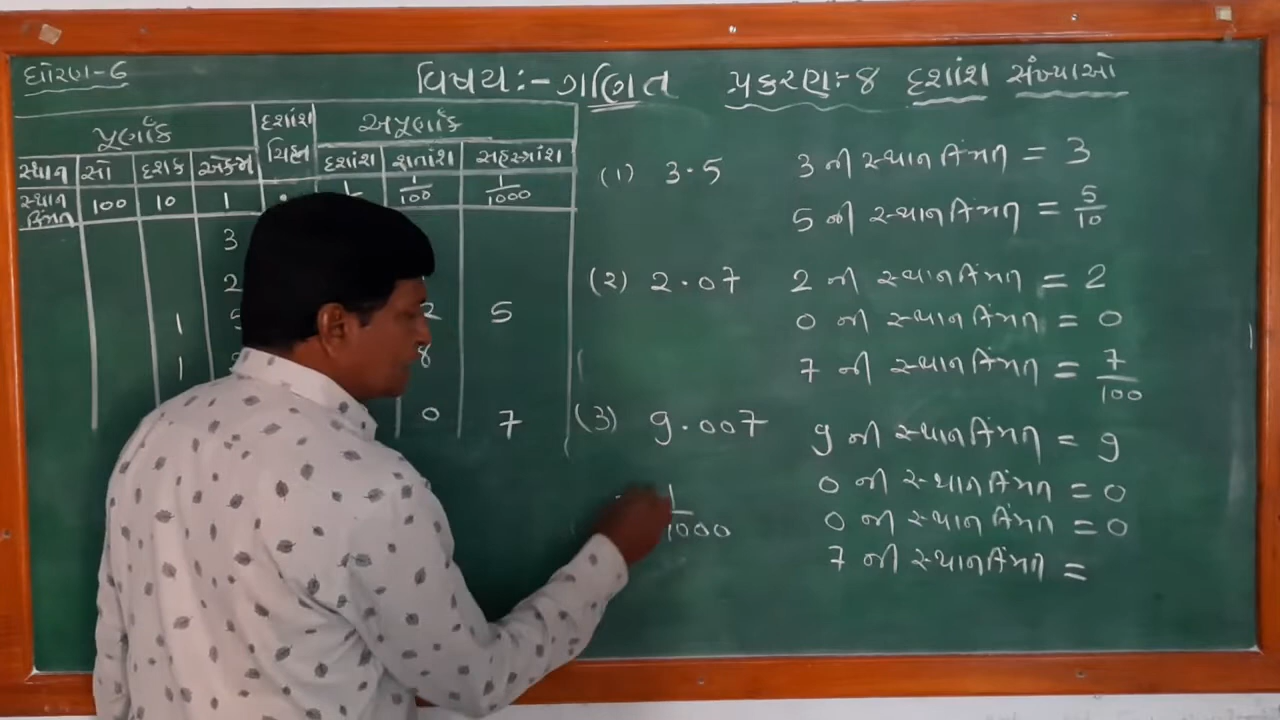 ધોરણ-6
વિષય:- ગણિત પ્રકરણ:- ૪ દશાંશ સંખ્યાઓ
પૂર્ણાંક દશાંશ ચિહ્ન અપૂર્ણાંક
સ્થાન સો દશક એકમ દશાંશ શતાંશ સહસ્ત્રાંશ
સ્થાન કિંમત 100 10 1 . 1/100 1/1000
3
2
1 5 2 5
1 8
0 7
(1) 3.5 3 ની સ્થાનકિંમત = 3
5 ની સ્થાનકિંમત = 5/10
(2) 2.07 2 ની સ્થાનકિંમત = 2
0 ની સ્થાનકિંમત = 0
7 ની સ્થાનકિંમત = 7/100
(3) 9.007 9 ની સ્થાનકિંમત = 9
0 ની સ્થાનકિંમત = 0
0 ની સ્થાનકિંમત = 0
7 ની સ્થાનકિંમત =
1/1000